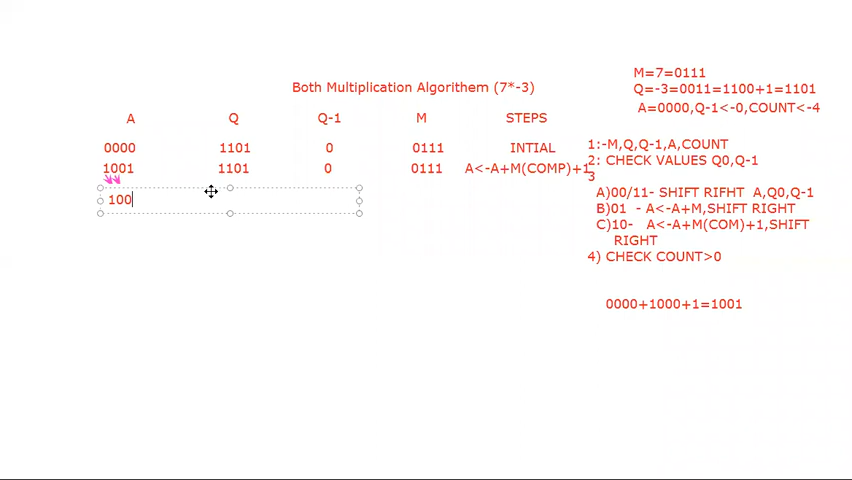 Both Multiplication Algorithem (7*-3)
A Q Q-1 M STEPS
0000 1101 0 0111 INTIAL
1001 1101 0 0111 A<-A+M(COMP)+1
100
M=7=0111
Q=-3=0011=1100+1=1101
A=0000,Q-1<-0,COUNT<-4
1:-M,Q,Q-1,A,COUNT
2: CHECK VALUES Q0,Q-1
3
A)00/11- SHIFT RIFHT A,Q0,Q-1
B)01 - A<-A+M,SHIFT RIGHT
C)10- A<-A+M(COM)+1,SHIFT
RIGHT
4) CHECK COUNT>0
0000+1000+1=1001